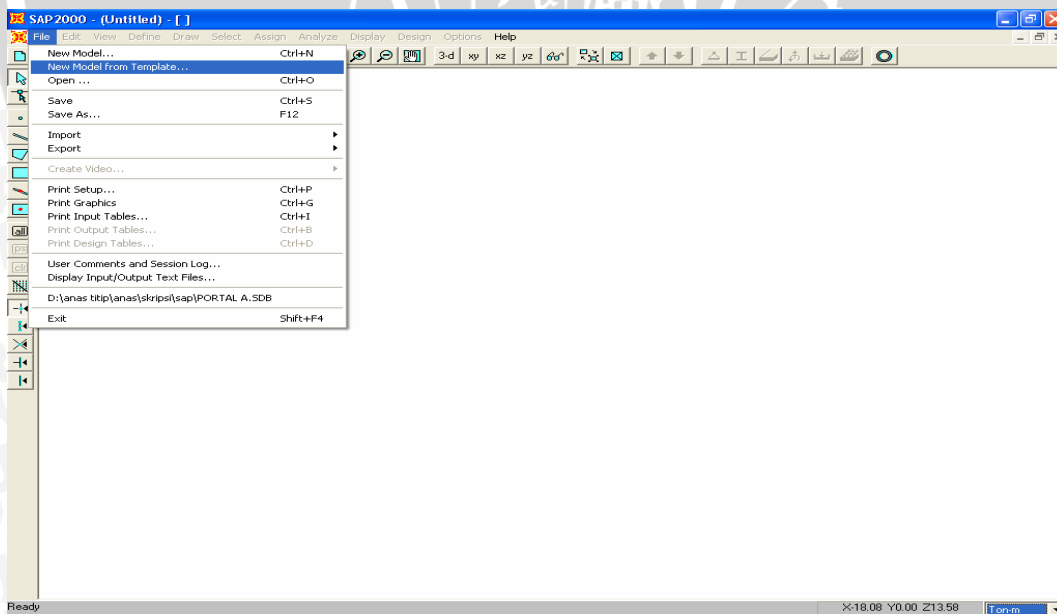 SAP2000 - (Untitled) - [ ]
File Edit View Define Draw Select Assign Analyze Display Design Options Help
3-d xy xz yz
New Model... Ctrl+N
New Model from Template...
Open ... Ctrl+O
Save Ctrl+S
Save As... F12
Import
Export
Create Video...
Print Setup... Ctrl+P
Print Graphics Ctrl+G
Print Input Tables... Ctrl+I
Print Output Tables... Ctrl+B
Print Design Tables... Ctrl+D
User Comments and Session Log...
Display Input/Output Text Files...
D:\anas titip\anas\skripsi\sap\PORTAL A.SDB
Exit Shift+F4
all
Ready X-18.08 Y0.00 Z13.58 Ton-m